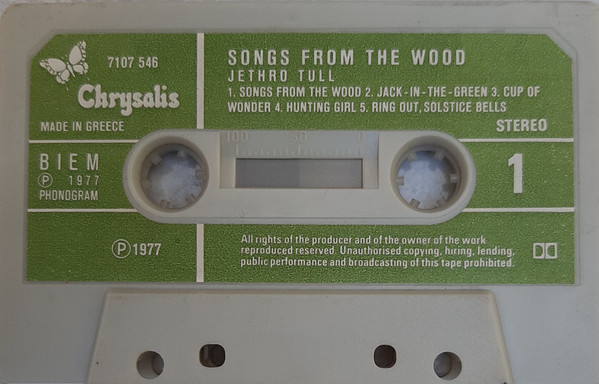 7107 546
Chrysalis
MADE IN GREECE
SONGS FROM THE WOOD
JETHRO TULL
1. SONGS FROM THE WOOD 2. JACK-IN-THE-GREEN 3. CUP OF
WONDER 4. HUNTING GIRL 5. RING OUT, SOLSTICE BELLS
STEREO
BIEM
Ⓟ 1977
PHONOGRAM
100 50 0
1
Ⓟ 1977
All rights of the producer and of the owner of the work
reproduced reserved. Unauthorised copying, hiring, lending,
public performance and broadcasting of this tape prohibited.